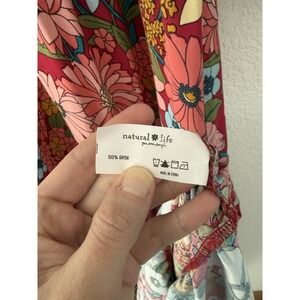 natural life
100% RAYON
MADE IN CHINA